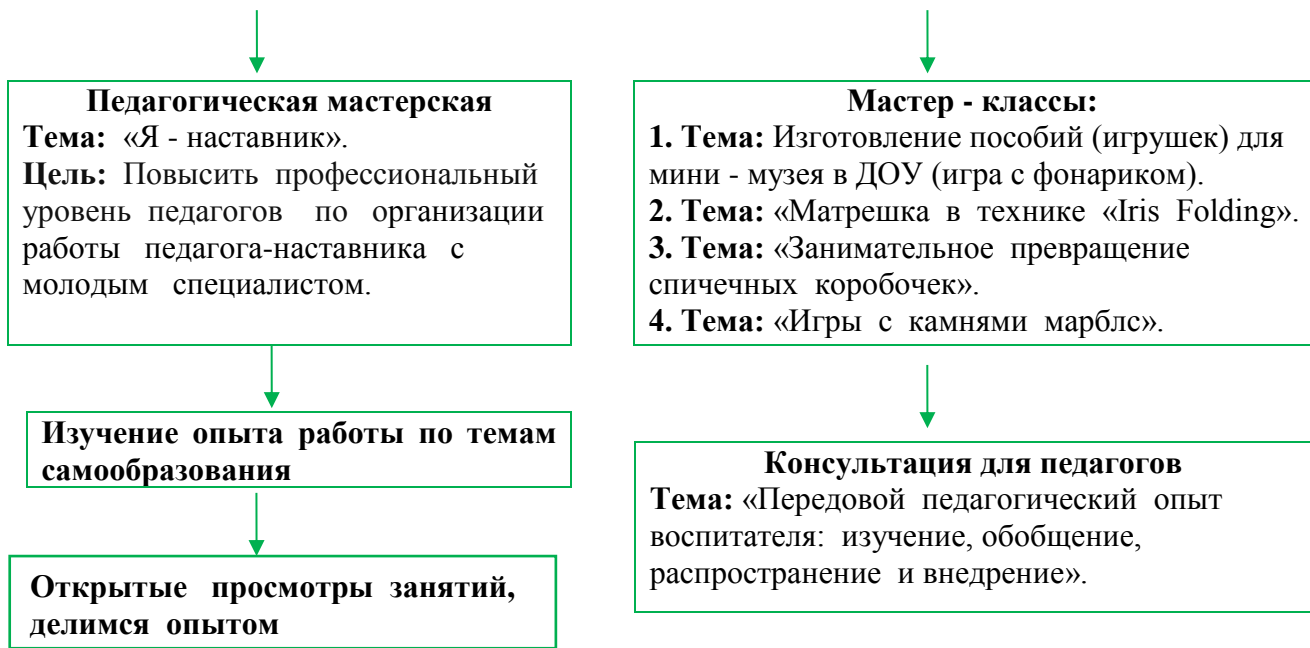 Педагогическая мастерская
Тема: «Я - наставник».
Цель: Повысить профессиональный
уровень педагогов по организации
работы педагога-наставника с
молодым специалистом.
Изучение опыта работы по темам
самообразования
Открытые просмотры занятий,
делимся опытом
Мастер - классы:
1. Тема: Изготовление пособий (игрушек) для
мини - музея в ДОУ (игра с фонариком).
2. Тема: «Матрешка в технике «Iris Folding».
3. Тема: «Занимательное превращение
спичечных коробочек».
4. Тема: «Игры с камнями марблс».
Консультация для педагогов
Тема: «Передовой педагогический опыт
воспитателя: изучение, обобщение,
распространение и внедрение».